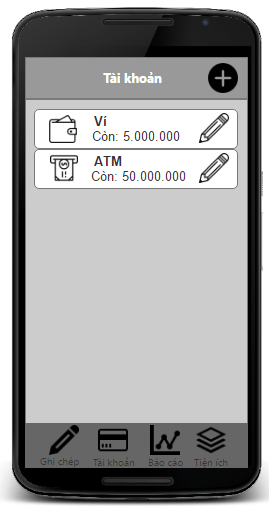 Tài khoản
Ví
Còn: 5.000.000
ATM
Còn: 50.000.000
Ghi chép
Tài khoản
Báo cáo
Tiện ích